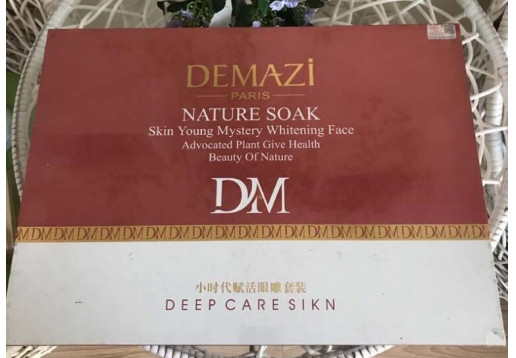 DEMAZi
PARIS
NATURE SOAK
Skin Young Mystery Whitening Face
Advocated Plant Give Health
Beauty Of Nature
DM
DMDMDMDMDMDMDMDMDMDMDMDMDMDMDMDMDMDM
小时代赋活眼雕套装
DEEP CARE SIKN